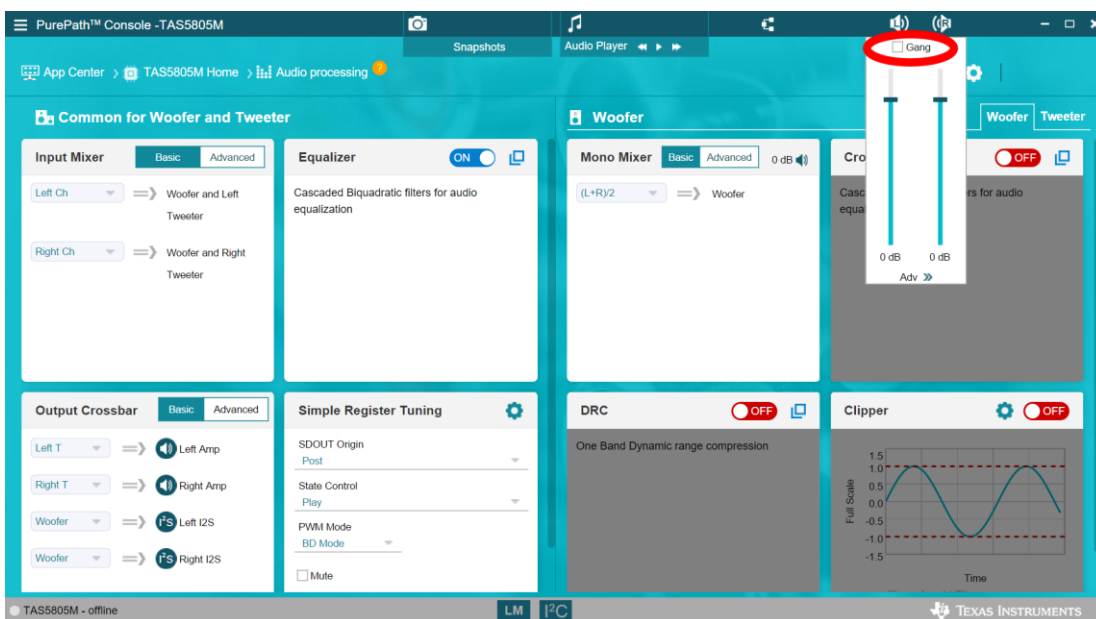 PurePath™ Console -TAS5805M
Snapshots
Audio Player
L
R
Gang
0 dB 0 dB
Adv »
App Center > TAS5805M Home > Audio processing ?
Common for Woofer and Tweeter
Input Mixer Basic Advanced
Left Ch Woofer and Left
Tweeter
Right Ch Woofer and Right
Tweeter
Equalizer ON
Cascaded Biquadratic filters for audio
equalization
Output Crossbar Basic Advanced
Left T Left Amp
Right T Right Amp
Woofer I²S Left I2S
Woofer I²S Right I2S
Simple Register Tuning
SDOUT Origin
Post
State Control
Play
PWM Mode
BD Mode
Mute
Woofer
Woofer Tweeter
Mono Mixer Basic Advanced 0 dB
(L+R)/2 Woofer
Cro OFF
Casc rs for audio
equa
DRC OFF
One Band Dynamic range compression
Clipper OFF
Full Scale
1.5
1.0
0.5
0.0
-0.5
-1.0
-1.5
Time
TAS5805M - offline
LM I²C
TEXAS INSTRUMENTS